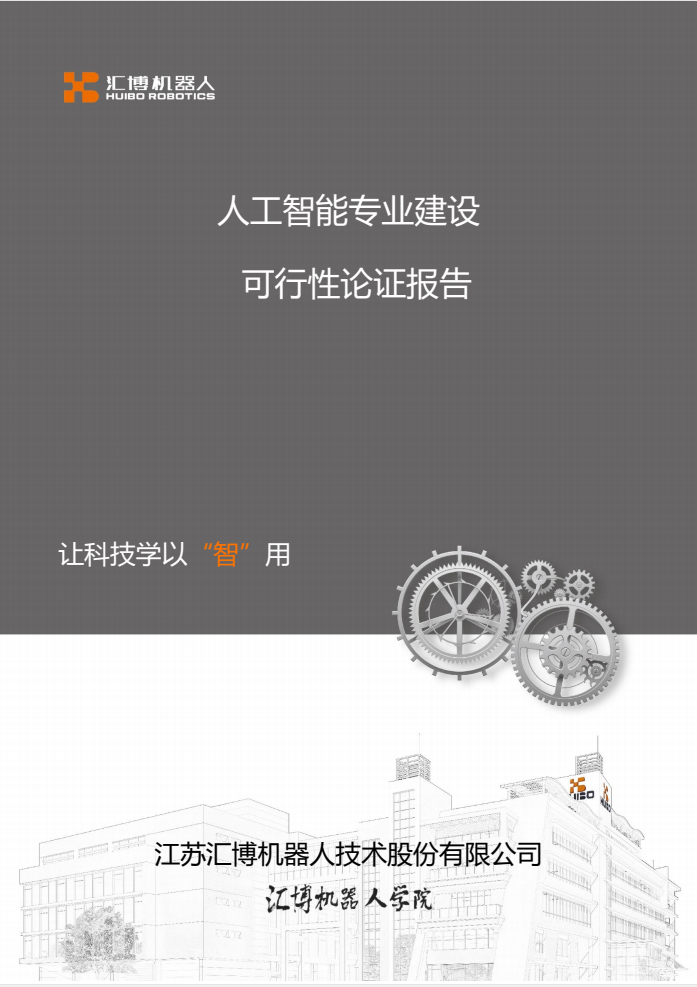 汇博机器人
HUIBO ROBOTICS
人工智能专业建设
可行性论证报告
让科技学以“智”用
HUIBO
江苏汇博机器人技术股份有限公司
汇博机器人学院